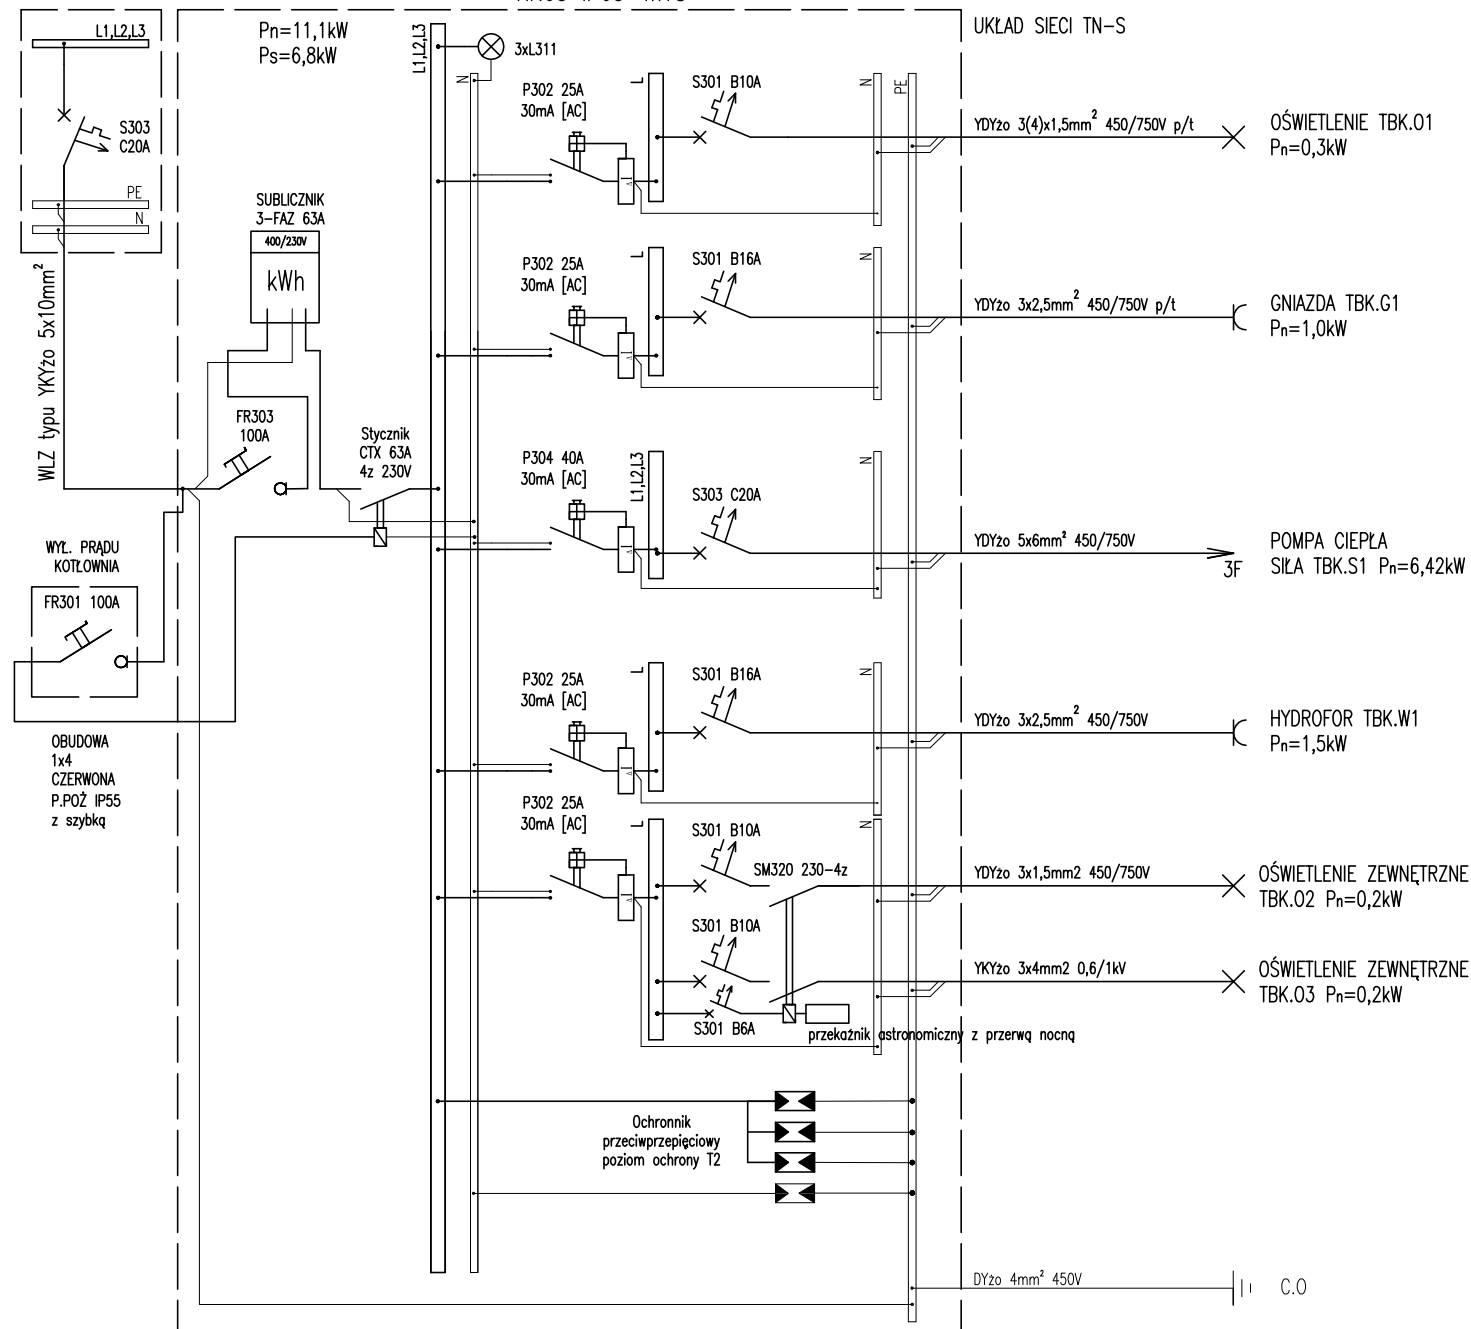 L1,L2,L3
S303
C20A
PE
N
WLZ typu YKYżo 5x10mm²
Pn=11,1kW
Ps=6,8kW
SUBLICZNIK
3-FAZ 63A
400/230V
kWh
FR303
100A
Stycznik
CTX 63A
4z 230V
WYŁ. PRĄDU
KOTŁOWNIA
FR301 100A
OBUDOWA
1x4
CZERWONA
P.POŻ IP55
z szybką
L1,L2,L3
N
3xL311
UKŁAD SIECI TN-S
P302 25A
30mA [AC]
L
S301 B10A
N
PE
YDYżo 3(4)x1,5mm² 450/750V p/t
OŚWIETLENIE TBK.O1
Pn=0,3kW
P302 25A
30mA [AC]
L
S301 B16A
N
YDYżo 3x2,5mm² 450/750V p/t
GNIAZDA TBK.G1
Pn=1,0kW
P304 40A
30mA [AC]
L1,L2,L3
S303 C20A
N
YDYżo 5x6mm² 450/750V
3F
POMPA CIEPŁA
SIŁA TBK.S1 Pn=6,42kW
P302 25A
30mA [AC]
L
S301 B16A
N
YDYżo 3x2,5mm² 450/750V
HYDROFOR TBK.W1
Pn=1,5kW
P302 25A
30mA [AC]
L
S301 B10A
SM320 230-4z
N
YDYżo 3x1,5mm2 450/750V
OŚWIETLENIE ZEWNĘTRZNE
TBK.O2 Pn=0,2kW
S301 B10A
YKYżo 3x4mm2 0,6/1kV
OŚWIETLENIE ZEWNĘTRZNE
TBK.O3 Pn=0,2kW
S301 B6A
przekaźnik astronomiczny z przerwą nocną
Ochronnik
przeciwprzepięciowy
poziom ochrony T2
DYżo 4mm² 450V
C.O